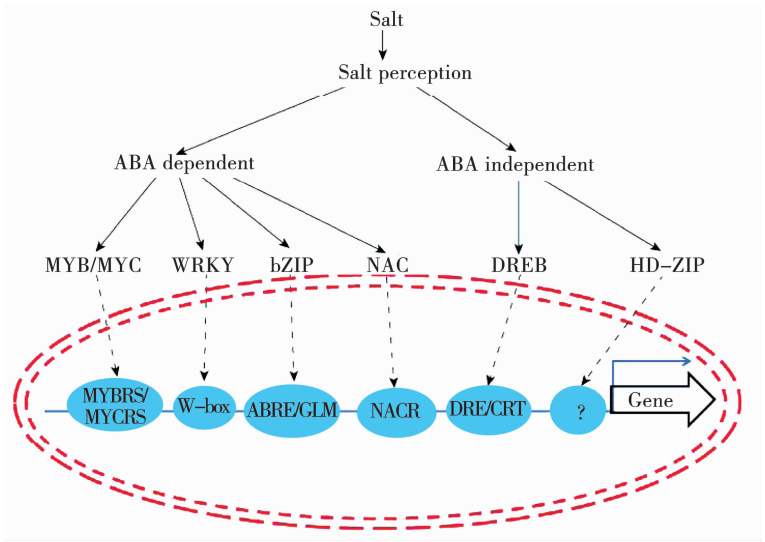 Salt
Salt perception
ABA dependent
ABA independent
MYB/MYC
WRKY
bZIP
NAC
DREB
HD-ZIP
MYBRS/
MYCRS
W-box
ABRE/GLM
NACR
DRE/CRT
?
Gene